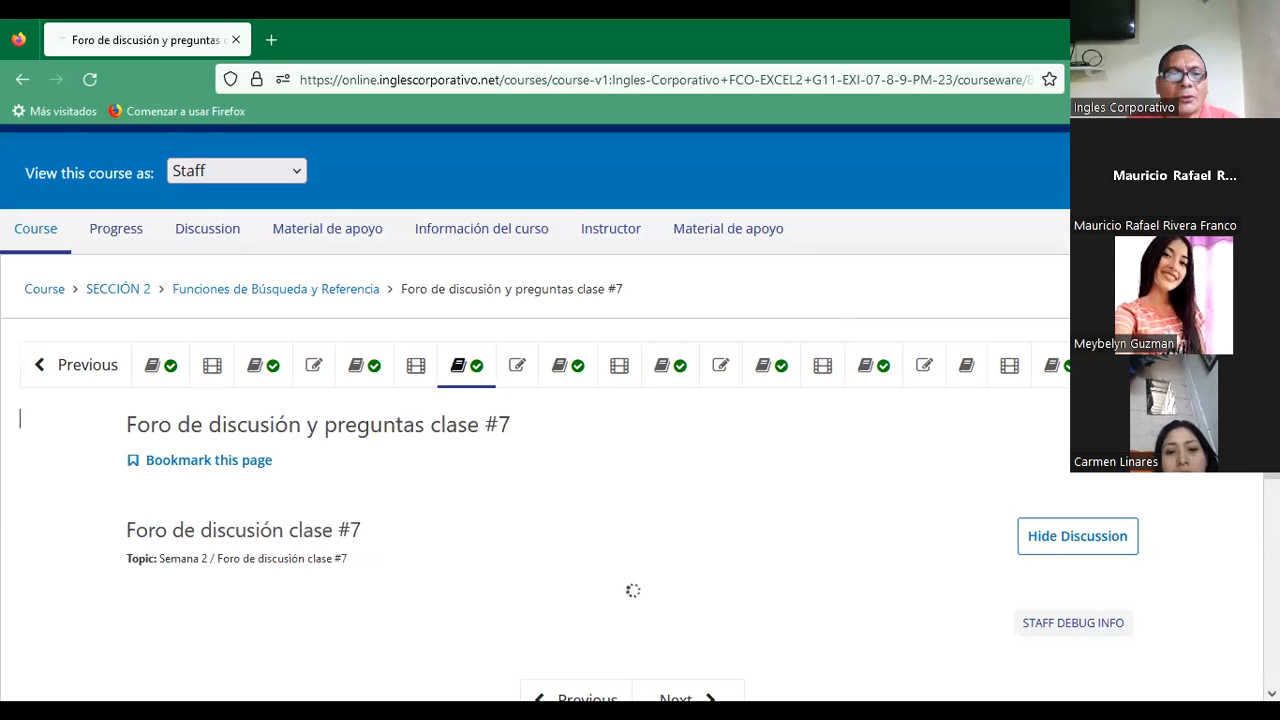 Foro de discusión y preguntas
https://online.inglescorporativo.net/courses/course-v1:Ingles-Corporativo+FCO-EXCEL2+G11-EXI-07-8-9-PM-23/courseware/8
Más visitados
Comenzar a usar Firefox
View this course as:
Staff
Course
Progress
Discussion
Material de apoyo
Información del curso
Instructor
Material de apoyo
Course > SECCIÓN 2 > Funciones de Búsqueda y Referencia > Foro de discusión y preguntas clase #7
Previous
Foro de discusión y preguntas clase #7
Bookmark this page
Foro de discusión clase #7
Hide Discussion
Topic: Semana 2 / Foro de discusión clase #7
STAFF DEBUG INFO
Previous
Next
Ingles Corporativo
Mauricio Rafael R...
Mauricio Rafael Rivera Franco
Meybelyn Guzman
Carmen Linares